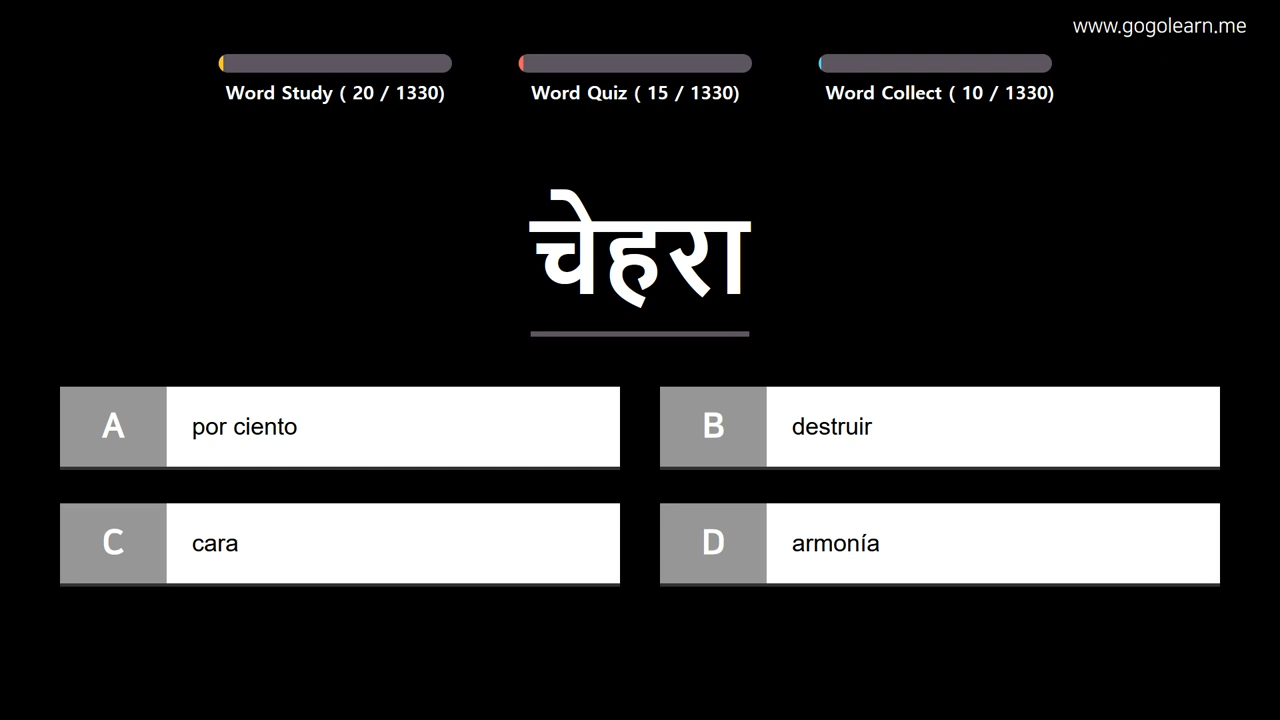 www.gogolearn.me
Word Study ( 20 / 1330)
Word Quiz ( 15 / 1330)
Word Collect ( 10 / 1330)
चेहरा
A por ciento
B destruir
C cara
D armonía